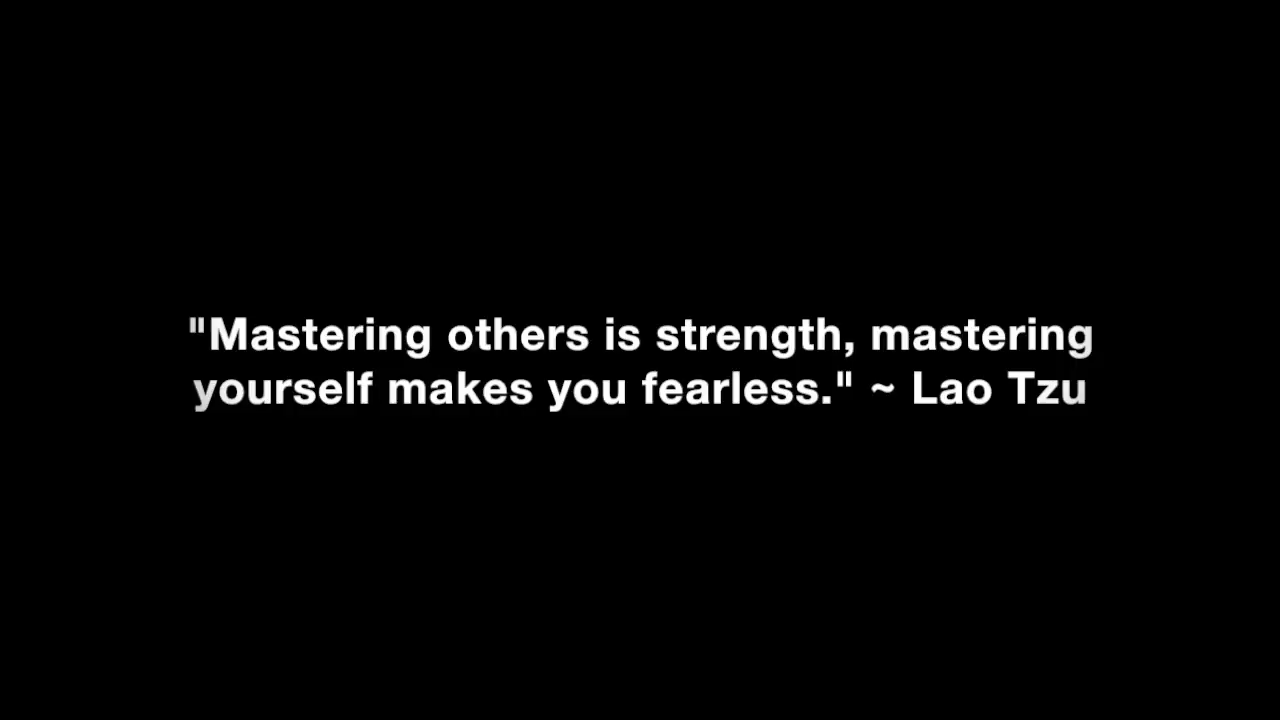 "Mastering others is strength, mastering
yourself makes you fearless." ~ Lao Tzu